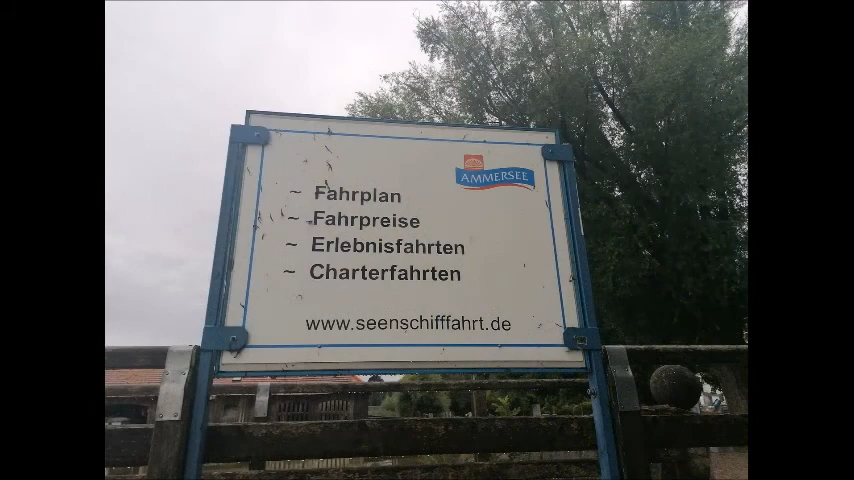 AMMERSEE
~ Fahrplan
~ Fahrpreise
~ Erlebnisfahrten
~ Charterfahrten
www.seenschifffahrt.de